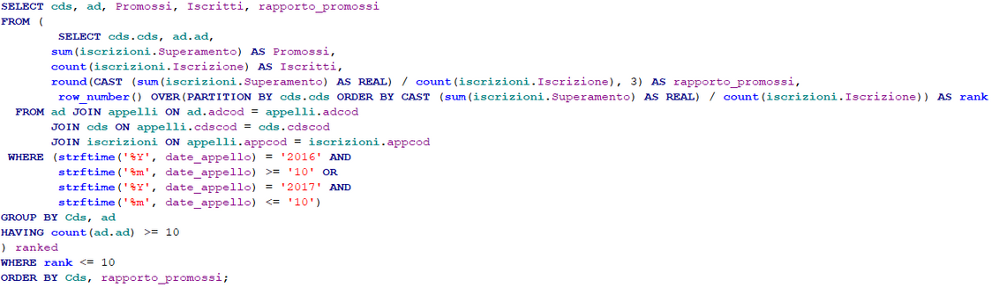 SELECT cds, ad, Promossi, Iscritti, rapporto_promossi
FROM (
SELECT cds.cds, ad.ad,
sum(iscrizioni.Superamento) AS Promossi,
count(iscrizioni.Iscrizione) AS Iscritti,
round(CAST (sum(iscrizioni.Superamento) AS REAL) / count(iscrizioni.Iscrizione), 3) AS rapporto_promossi,
row_number() OVER(PARTITION BY cds.cds ORDER BY CAST (sum(iscrizioni.Superamento) AS REAL) / count(iscrizioni.Iscrizione)) AS rank
FROM ad JOIN appelli ON ad.adcod = appelli.adcod
JOIN cds ON appelli.cdscod = cds.cdscod
JOIN iscrizioni ON appelli.appcod = iscrizioni.appcod
WHERE (strftime('%Y', date_appello) = '2016' AND
strftime('%m', date_appello) >= '10' OR
strftime('%Y', date_appello) = '2017' AND
strftime('%m', date_appello) <= '10')
GROUP BY Cds, ad
HAVING count(ad.ad) >= 10
) ranked
WHERE rank <= 10
ORDER BY Cds, rapporto_promossi;